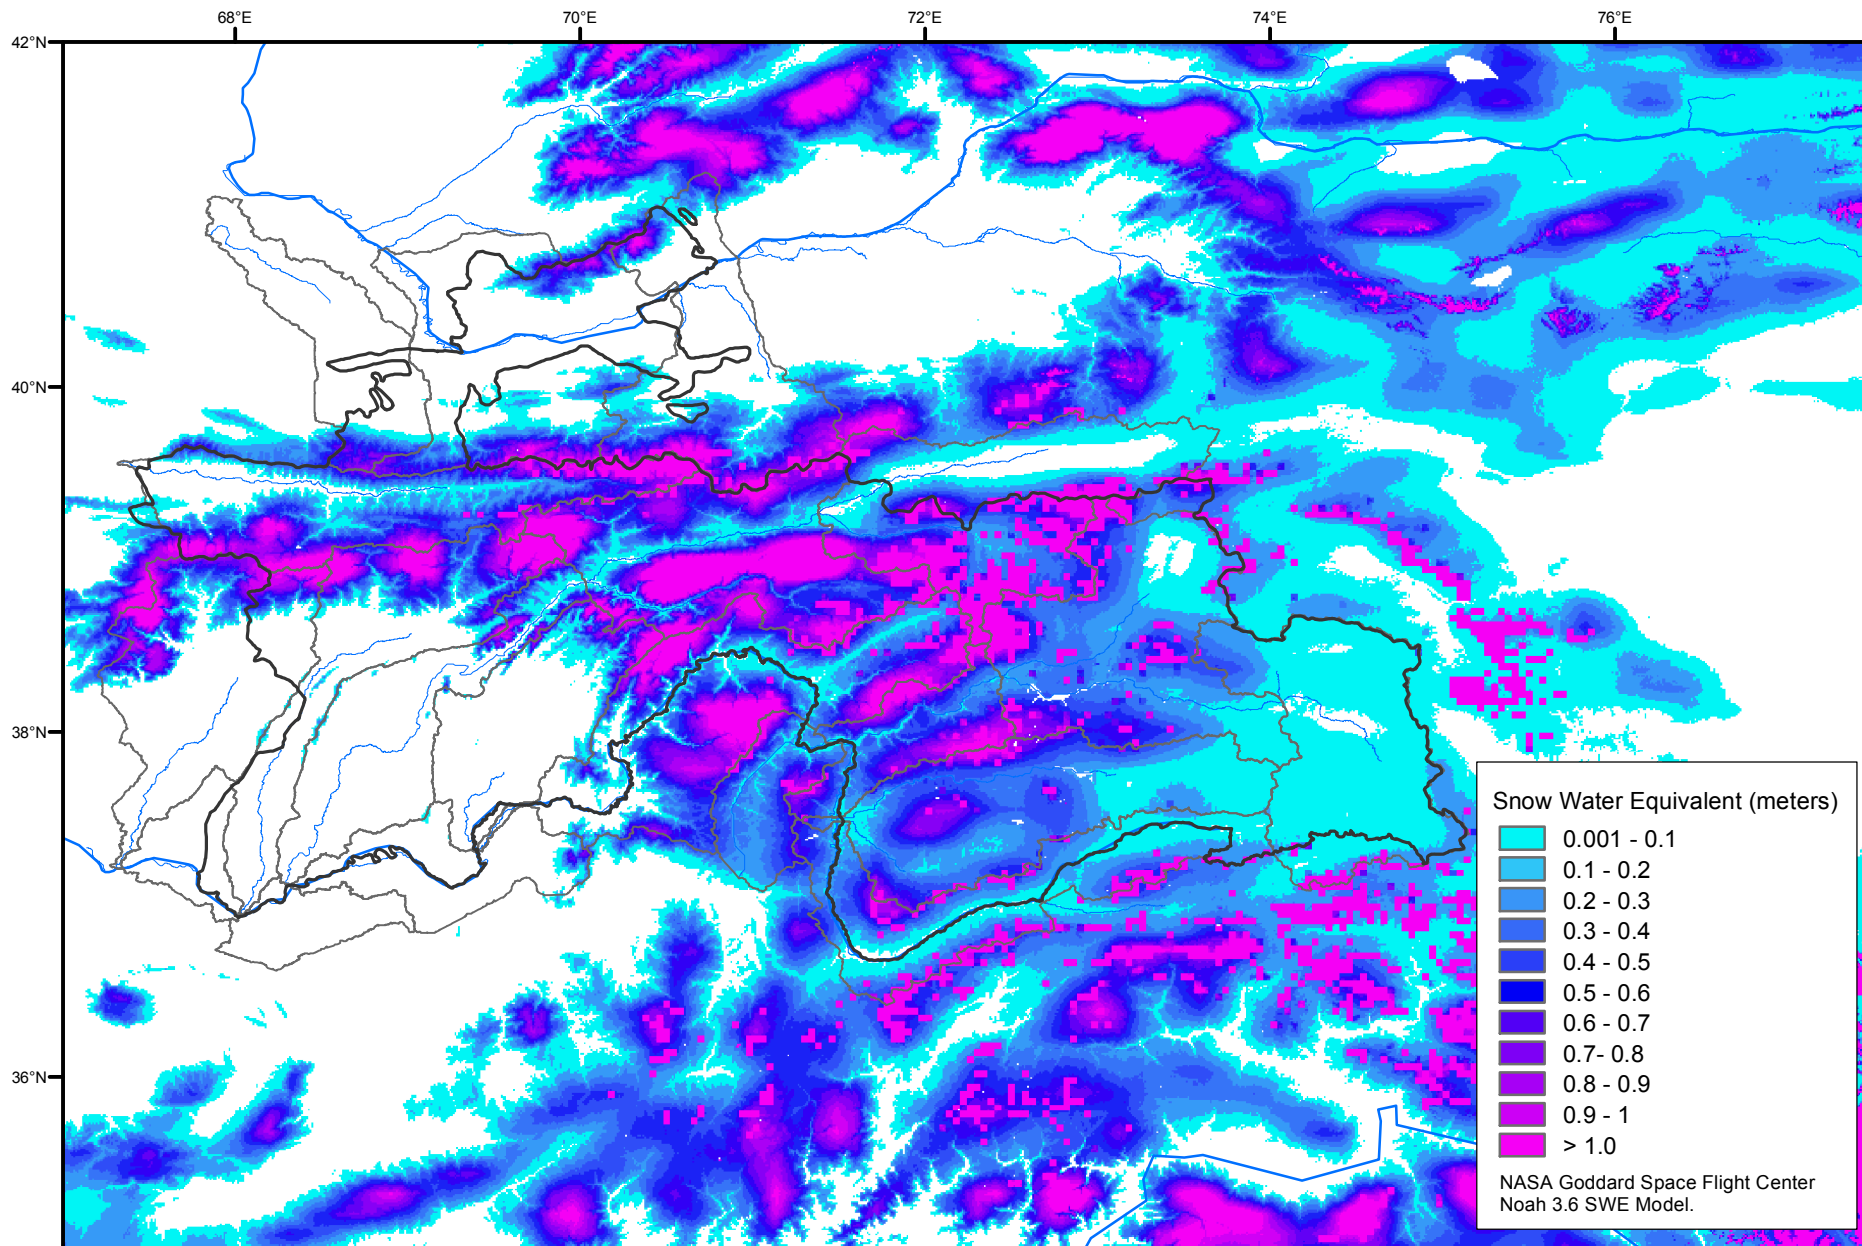 68°E
70°E
72°E
74°E
76°E
42°N
40°N
38°N
36°N
Snow Water Equivalent (meters)
0.001 - 0.1
0.1 - 0.2
0.2 - 0.3
0.3 - 0.4
0.4 - 0.5
0.5 - 0.6
0.6 - 0.7
0.7- 0.8
0.8 - 0.9
0.9 - 1
> 1.0
NASA Goddard Space Flight Center
Noah 3.6 SWE Model.